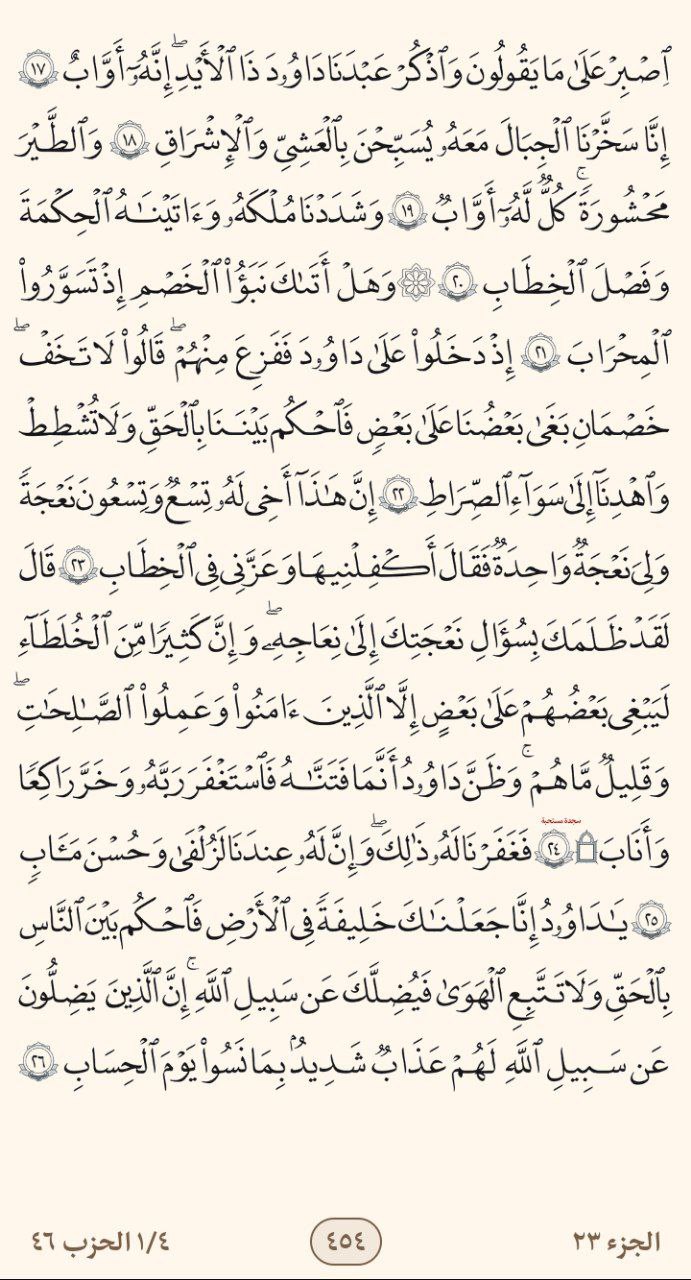 ٱصۡبِرۡ عَلَىٰ مَا يَقُولُونَ وَٱذۡكُرۡ عَبۡدَنَا دَاوُۥدَ ذَا ٱلۡأَيۡدِۖ إِنَّهُۥٓ أَوَّابٌ ١٧
إِنَّا سَخَّرۡنَا ٱلۡجِبَالَ مَعَهُۥ يُسَبِّحۡنَ بِٱلۡعَشِيِّ وَٱلۡإِشۡرَاقِ ١٨ وَٱلطَّيۡرَ
مَحۡشُورَةٗۖ كُلّٞ لَّهُۥٓ أَوَّابٞ ١٩ وَشَدَدۡنَا مُلۡكَهُۥ وَءَاتَيۡنَٰهُ ٱلۡحِكۡمَةَ
وَفَصۡلَ ٱلۡخِطَابِ ٢٠ ۞ وَهَلۡ أَتَىٰكَ نَبَؤُاْ ٱلۡخَصۡمِ إِذۡ تَسَوَّرُواْ
ٱلۡمِحۡرَابَ ٢١ إِذۡ دَخَلُواْ عَلَىٰ دَاوُۥدَ فَفَزِعَ مِنۡهُمۡۖ قَالُواْ لَا تَخَفۡۖ
خَصۡمَانِ بَغَىٰ بَعۡضُنَا عَلَىٰ بَعۡضٖ فَٱحۡكُم بَيۡنَنَا بِٱلۡحَقِّ وَلَا تُشۡطِطۡ
وَٱهۡدِنَآ إِلَىٰ سَوَآءِ ٱلصِّرَٰطِ ٢٢ إِنَّ هَٰذَآ أَخِي لَهُۥ تِسۡعٞ وَتِسۡعُونَ نَعۡجَةٗ
وَلِيَ نَعۡجَةٞ وَٰحِدَةٞ فَقَالَ أَكۡفِلۡنِيهَا وَعَزَّنِي فِي ٱلۡخِطَابِ ٢٣ قَالَ
لَقَدۡ ظَلَمَكَ بِسُؤَالِ نَعۡجَتِكَ إِلَىٰ نِعَاجِهِۦۖ وَإِنَّ كَثِيرٗا مِّنَ ٱلۡخُلَطَآءِ
لَيَبۡغِي بَعۡضُهُمۡ عَلَىٰ بَعۡضٍ إِلَّا ٱلَّذِينَ ءَامَنُواْ وَعَمِلُواْ ٱلصَّٰلِحَٰتِۖ
وَقَلِيلٞ مَّا هُمۡۚ وَظَنَّ دَاوُۥدُ أَنَّمَا فَتَنَّٰهُ فَٱسۡتَغۡفَرَ رَبَّهُۥ وَخَرَّ رَاكِعٗا
سجدة مستحبة
وَأَنَابَ ۩ ٢٤ فَغَفَرۡنَا لَهُۥ ذَٰلِكَۖ وَإِنَّ لَهُۥ عِندَنَا لَزُلۡفَىٰ وَحُسۡنَ مَـَٔابٖ
٢٥ يَٰدَاوُۥدُ إِنَّا جَعَلۡنَٰكَ خَلِيفَةٗ فِي ٱلۡأَرۡضِ فَٱحۡكُم بَيۡنَ ٱلنَّاسِ
بِٱلۡحَقِّ وَلَا تَتَّبِعِ ٱلۡهَوَىٰ فَيُضِلَّكَ عَن سَبِيلِ ٱللَّهِۚ إِنَّ ٱلَّذِينَ يَضِلُّونَ
عَن سَبِيلِ ٱللَّهِ لَهُمۡ عَذَابٞ شَدِيدُۢ بِمَا نَسُواْ يَوۡمَ ٱلۡحِسَابِ ٢٦
الجزء ٢٣ ٤٥٤ ١/٤ الحزب ٤٦